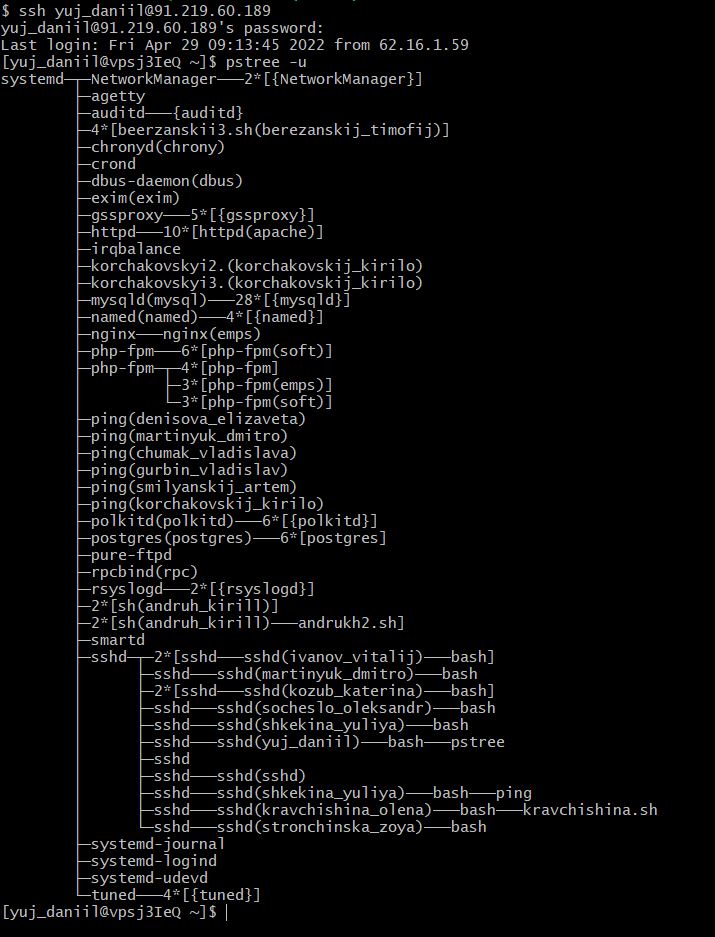 $ ssh yuj_daniil@91.219.60.189
yuj_daniil@91.219.60.189's password:
Last login: Fri Apr 29 09:13:45 2022 from 62.16.1.59
[yuj_daniil@vpsj3IeQ ~]$ pstree -u
systemd─┬─NetworkManager───2*[{NetworkManager}]
        ├─agetty
        ├─auditd───{auditd}
        ├─4*[beerzanskii3.sh(berezanskij_timofij)]
        ├─chronyd(chrony)
        ├─crond
        ├─dbus-daemon(dbus)
        ├─exim(exim)
        ├─gssproxy───5*[{gssproxy}]
        ├─httpd───10*[httpd(apache)]
        ├─irqbalance
        ├─korchakovskyi2.(korchakovskij_kirilo)
        ├─korchakovskyi3.(korchakovskij_kirilo)
        ├─mysqld(mysql)───28*[{mysqld}]
        ├─named(named)───4*[{named}]
        ├─nginx───nginx(emps)
        ├─php-fpm───6*[php-fpm(soft)]
        ├─php-fpm─┬─4*[php-fpm]
        │         ├─3*[php-fpm(emps)]
        │         └─3*[php-fpm(soft)]
        ├─ping(denisova_elizaveta)
        ├─ping(martinyuk_dmitro)
        ├─ping(chumak_vladislava)
        ├─ping(gurbin_vladislav)
        ├─ping(smilyanskij_artem)
        ├─ping(korchakovskij_kirilo)
        ├─polkitd(polkitd)───6*[{polkitd}]
        ├─postgres(postgres)───6*[postgres]
        ├─pure-ftpd
        ├─rpcbind(rpc)
        ├─rsyslogd───2*[{rsyslogd}]
        ├─2*[sh(andruh_kirill)]
        ├─2*[sh(andruh_kirill)───andrukh2.sh]
        ├─smartd
        ├─sshd─┬─2*[sshd───sshd(ivanov_vitalij)───bash]
        │      ├─sshd───sshd(martinyuk_dmitro)───bash
        │      ├─2*[sshd───sshd(kozub_katerina)───bash]
        │      ├─sshd───sshd(socheslo_oleksandr)───bash
        │      ├─sshd───sshd(shkekina_yuliya)───bash
        │      ├─sshd───sshd(yuj_daniil)───bash───pstree
        │      ├─sshd
        │      ├─sshd───sshd(sshd)
        │      ├─sshd───sshd(shkekina_yuliya)───bash───ping
        │      ├─sshd───sshd(kravchishina_olena)───bash───kravchishina.sh
        │      └─sshd───sshd(stronchinska_zoya)───bash
        ├─systemd-journal
        ├─systemd-logind
        ├─systemd-udevd
        └─tuned───4*[{tuned}]
[yuj_daniil@vpsj3IeQ ~]$